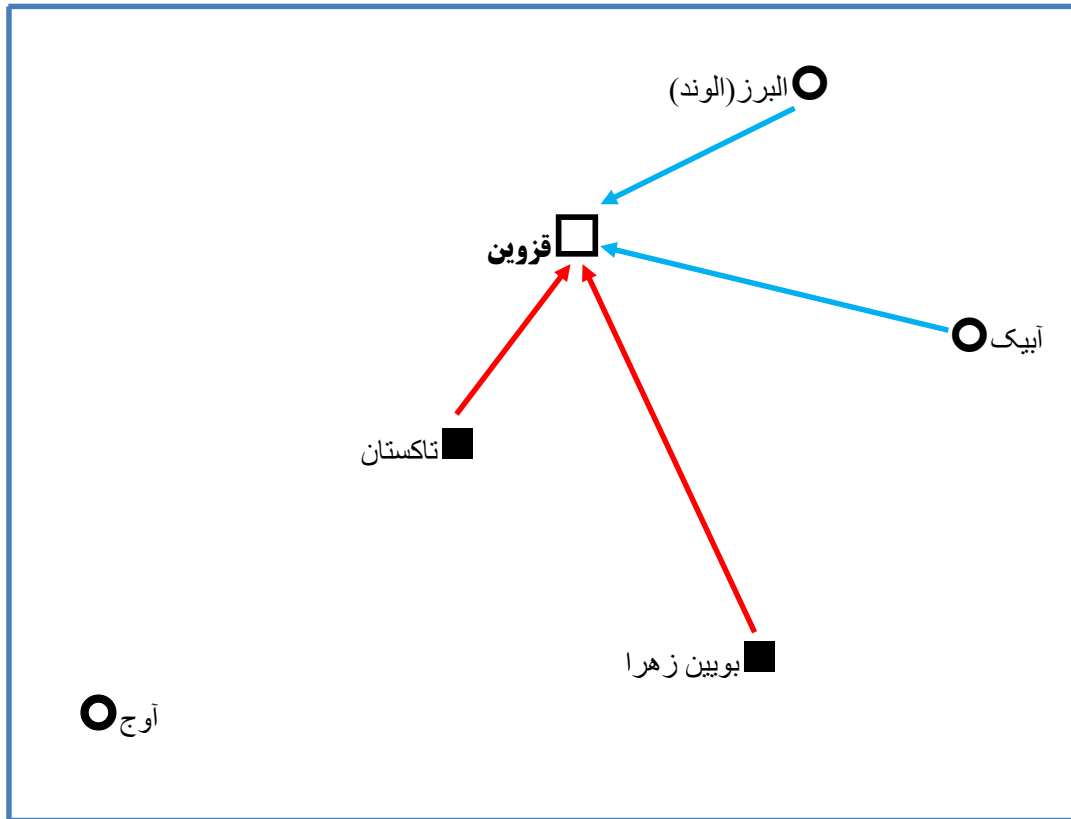 البرز(الوند)
قزوین
آبیک
تاکستان
بویین زهرا
آوج